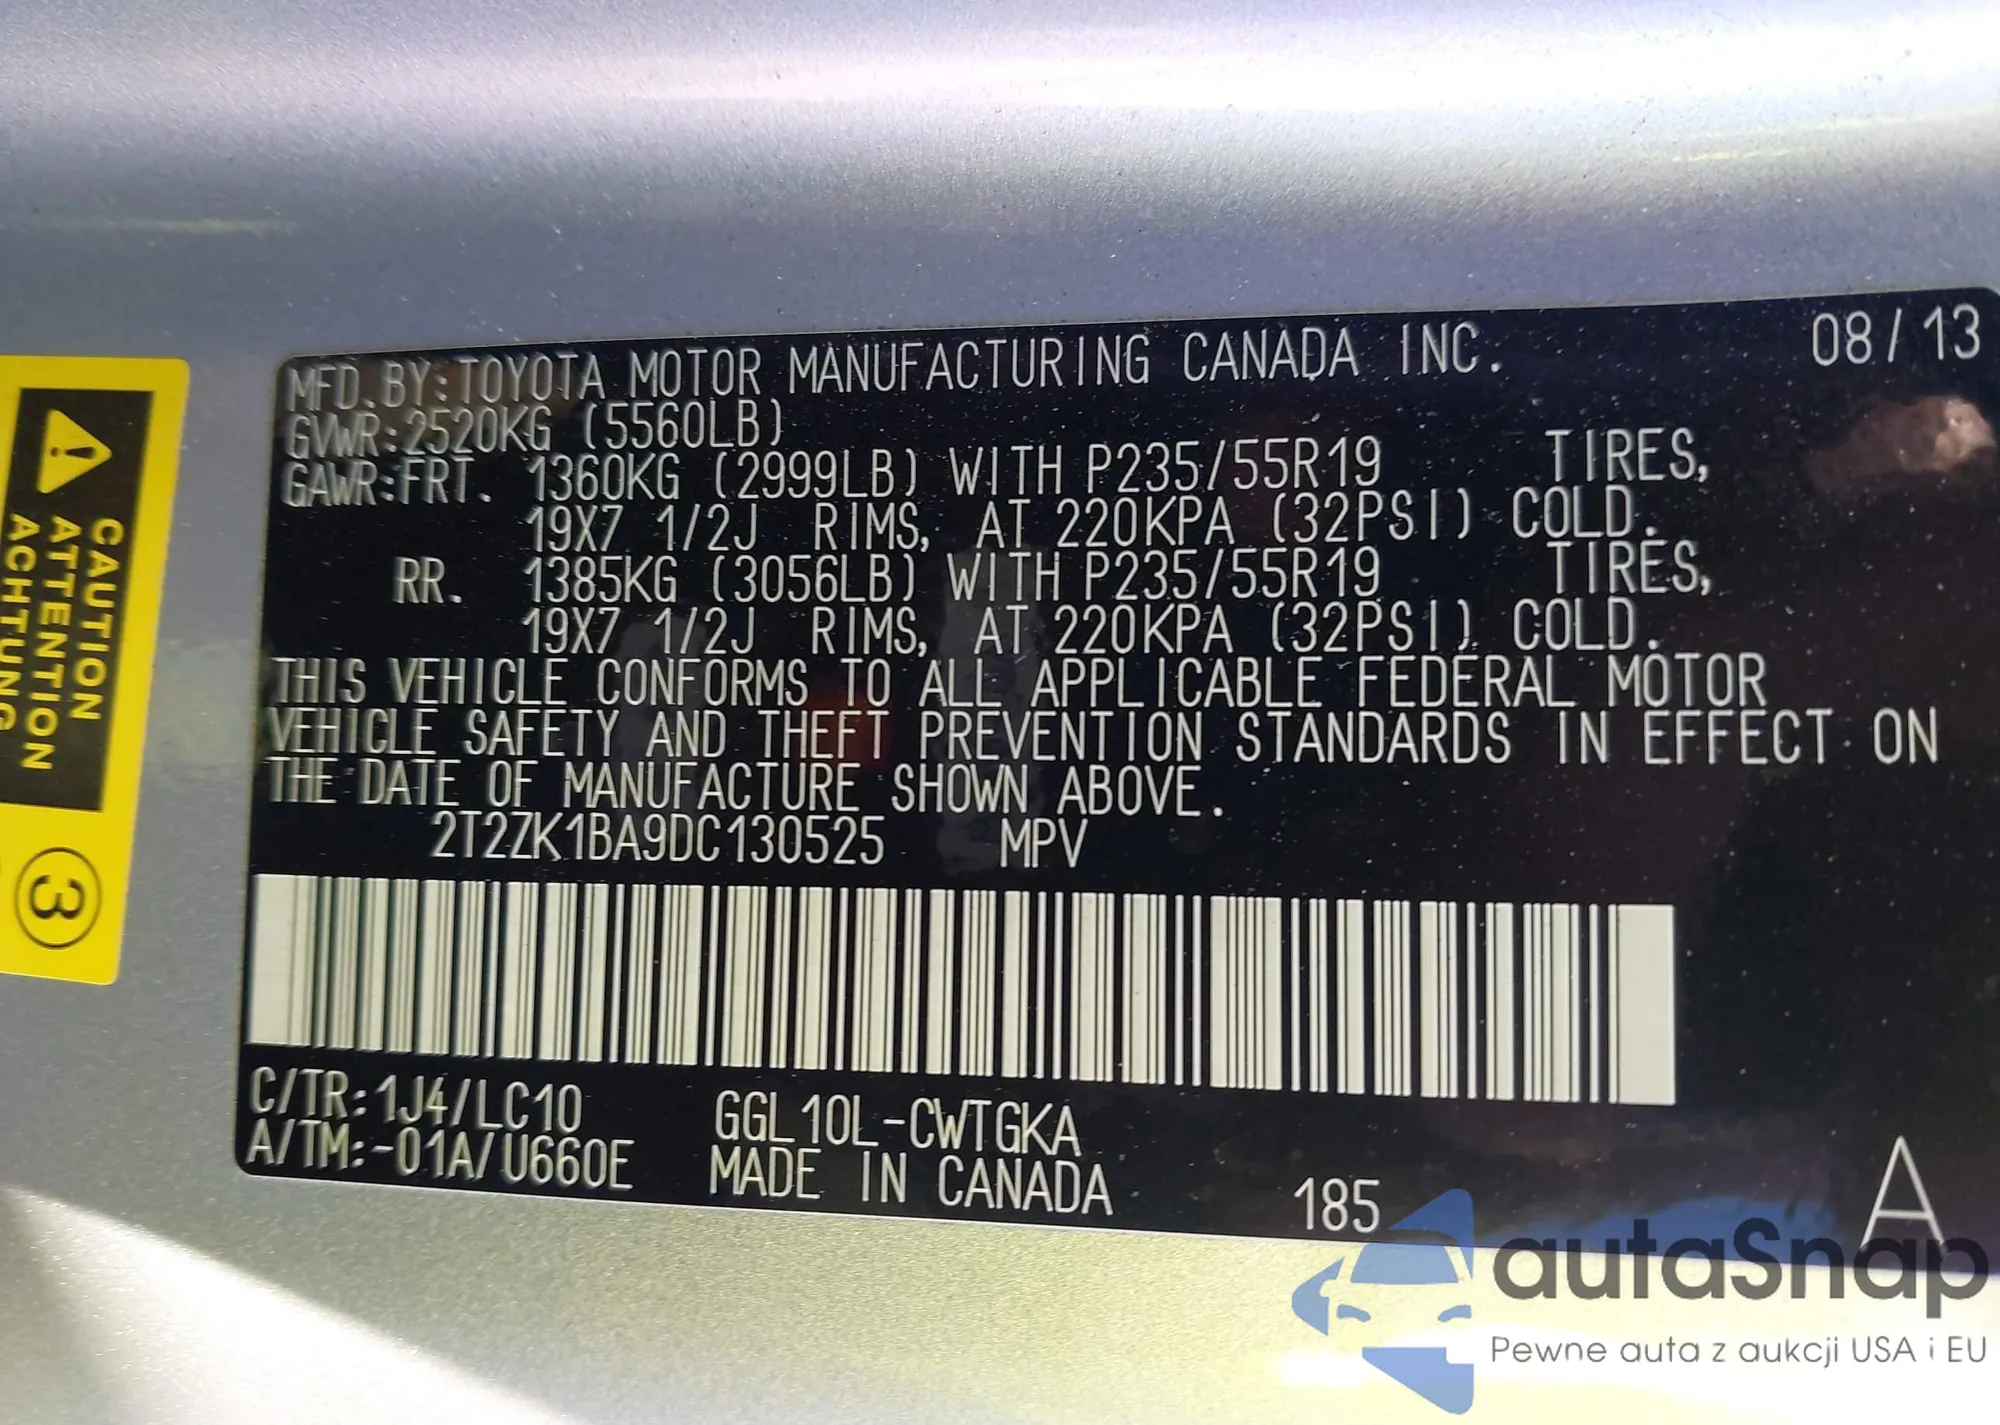 MFD. BY: TOYOTA MOTOR MANUFACTURING CANADA INC. 08/13
GVWR: 2520KG (5560LB)
GAWR: FRT. 1360KG (2999LB) WITH P235/55R19 TIRES,
19X7 1/2J RIMS, AT 220KPA (32PSI) COLD.
RR. 1385KG (3056LB) WITH P235/55R19 TIRES,
19X7 1/2J RIMS, AT 220KPA (32PSI) COLD.
THIS VEHICLE CONFORMS TO ALL APPLICABLE FEDERAL MOTOR
VEHICLE SAFETY AND THEFT PREVENTION STANDARDS IN EFFECT ON
THE DATE OF MANUFACTURE SHOWN ABOVE.
2T2ZK1BA9DC130525 MPV
C/TR: 1J4/LC10 GGL10L-CWTGKA
A/TM: -01A/U660E MADE IN CANADA 185 A
CAUTION
ATTENTION
ACHTUNG
3
autaSnap
Pewne auta z aukcji USA i EU